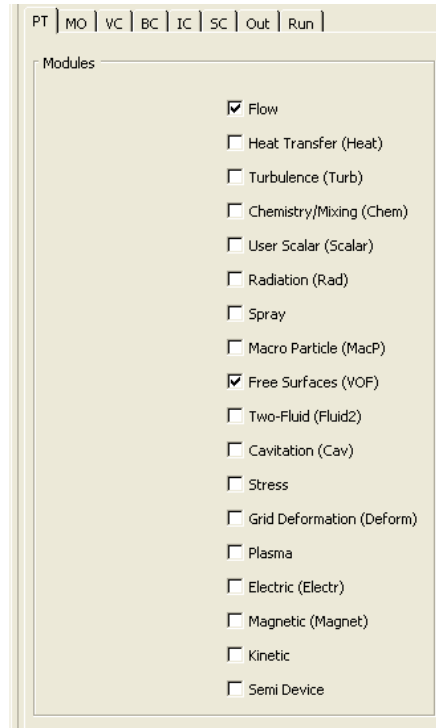 PT MO VC BC IC SC Out Run
Modules
Flow
Heat Transfer (Heat)
Turbulence (Turb)
Chemistry/Mixing (Chem)
User Scalar (Scalar)
Radiation (Rad)
Spray
Macro Particle (MacP)
Free Surfaces (VOF)
Two-Fluid (Fluid2)
Cavitation (Cav)
Stress
Grid Deformation (Deform)
Plasma
Electric (Electr)
Magnetic (Magnet)
Kinetic
Semi Device